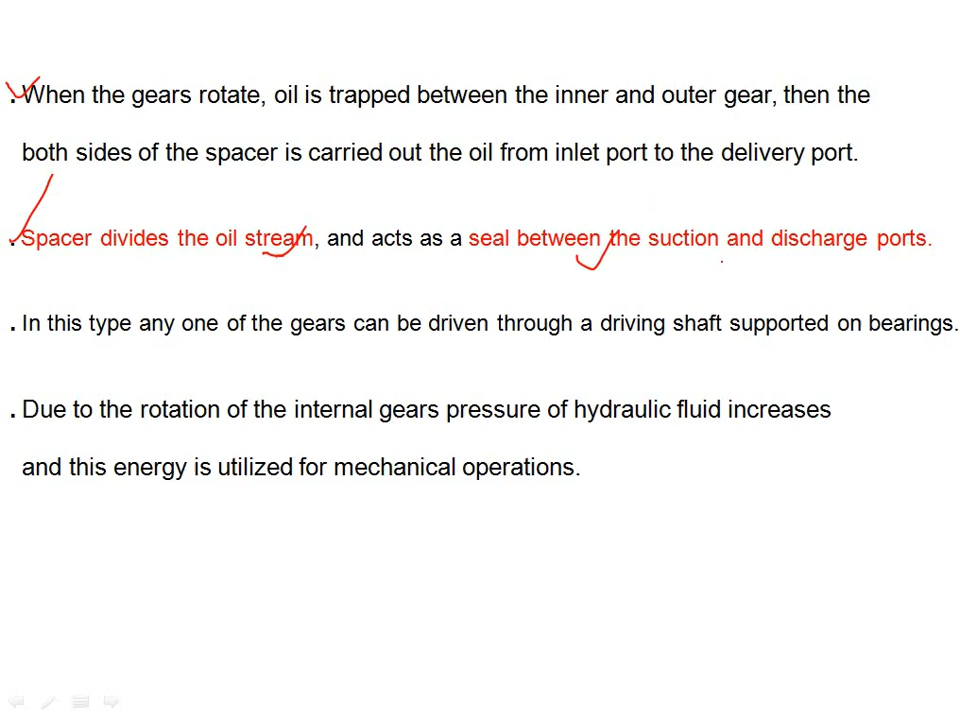 . When the gears rotate, oil is trapped between the inner and outer gear, then the
both sides of the spacer is carried out the oil from inlet port to the delivery port.
. Spacer divides the oil stream, and acts as a seal between the suction and discharge ports.
. In this type any one of the gears can be driven through a driving shaft supported on bearings.
. Due to the rotation of the internal gears pressure of hydraulic fluid increases
and this energy is utilized for mechanical operations.